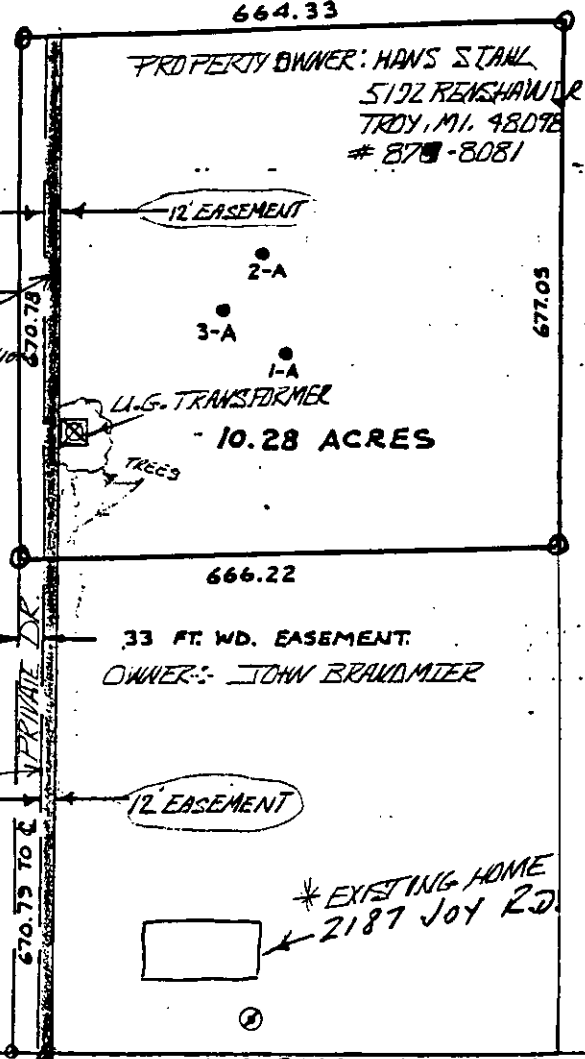 664.33
PROPERTY OWNER: HANS STAHL
5192 RENSHAW DR
TROY, MI. 48098
12' EASEMENT
2-A
3-A
1-A
670.78
677.05
U.G. TRANSFORMER
10.28 ACRES
TREES
666.22
33 FT. WD. EASEMENT.
OWNER: JOHN BRANDMIER
PRIVATE DR.
12' EASEMENT
670.79 TO ℄
* EXISTING HOME
2187 JOY RD.